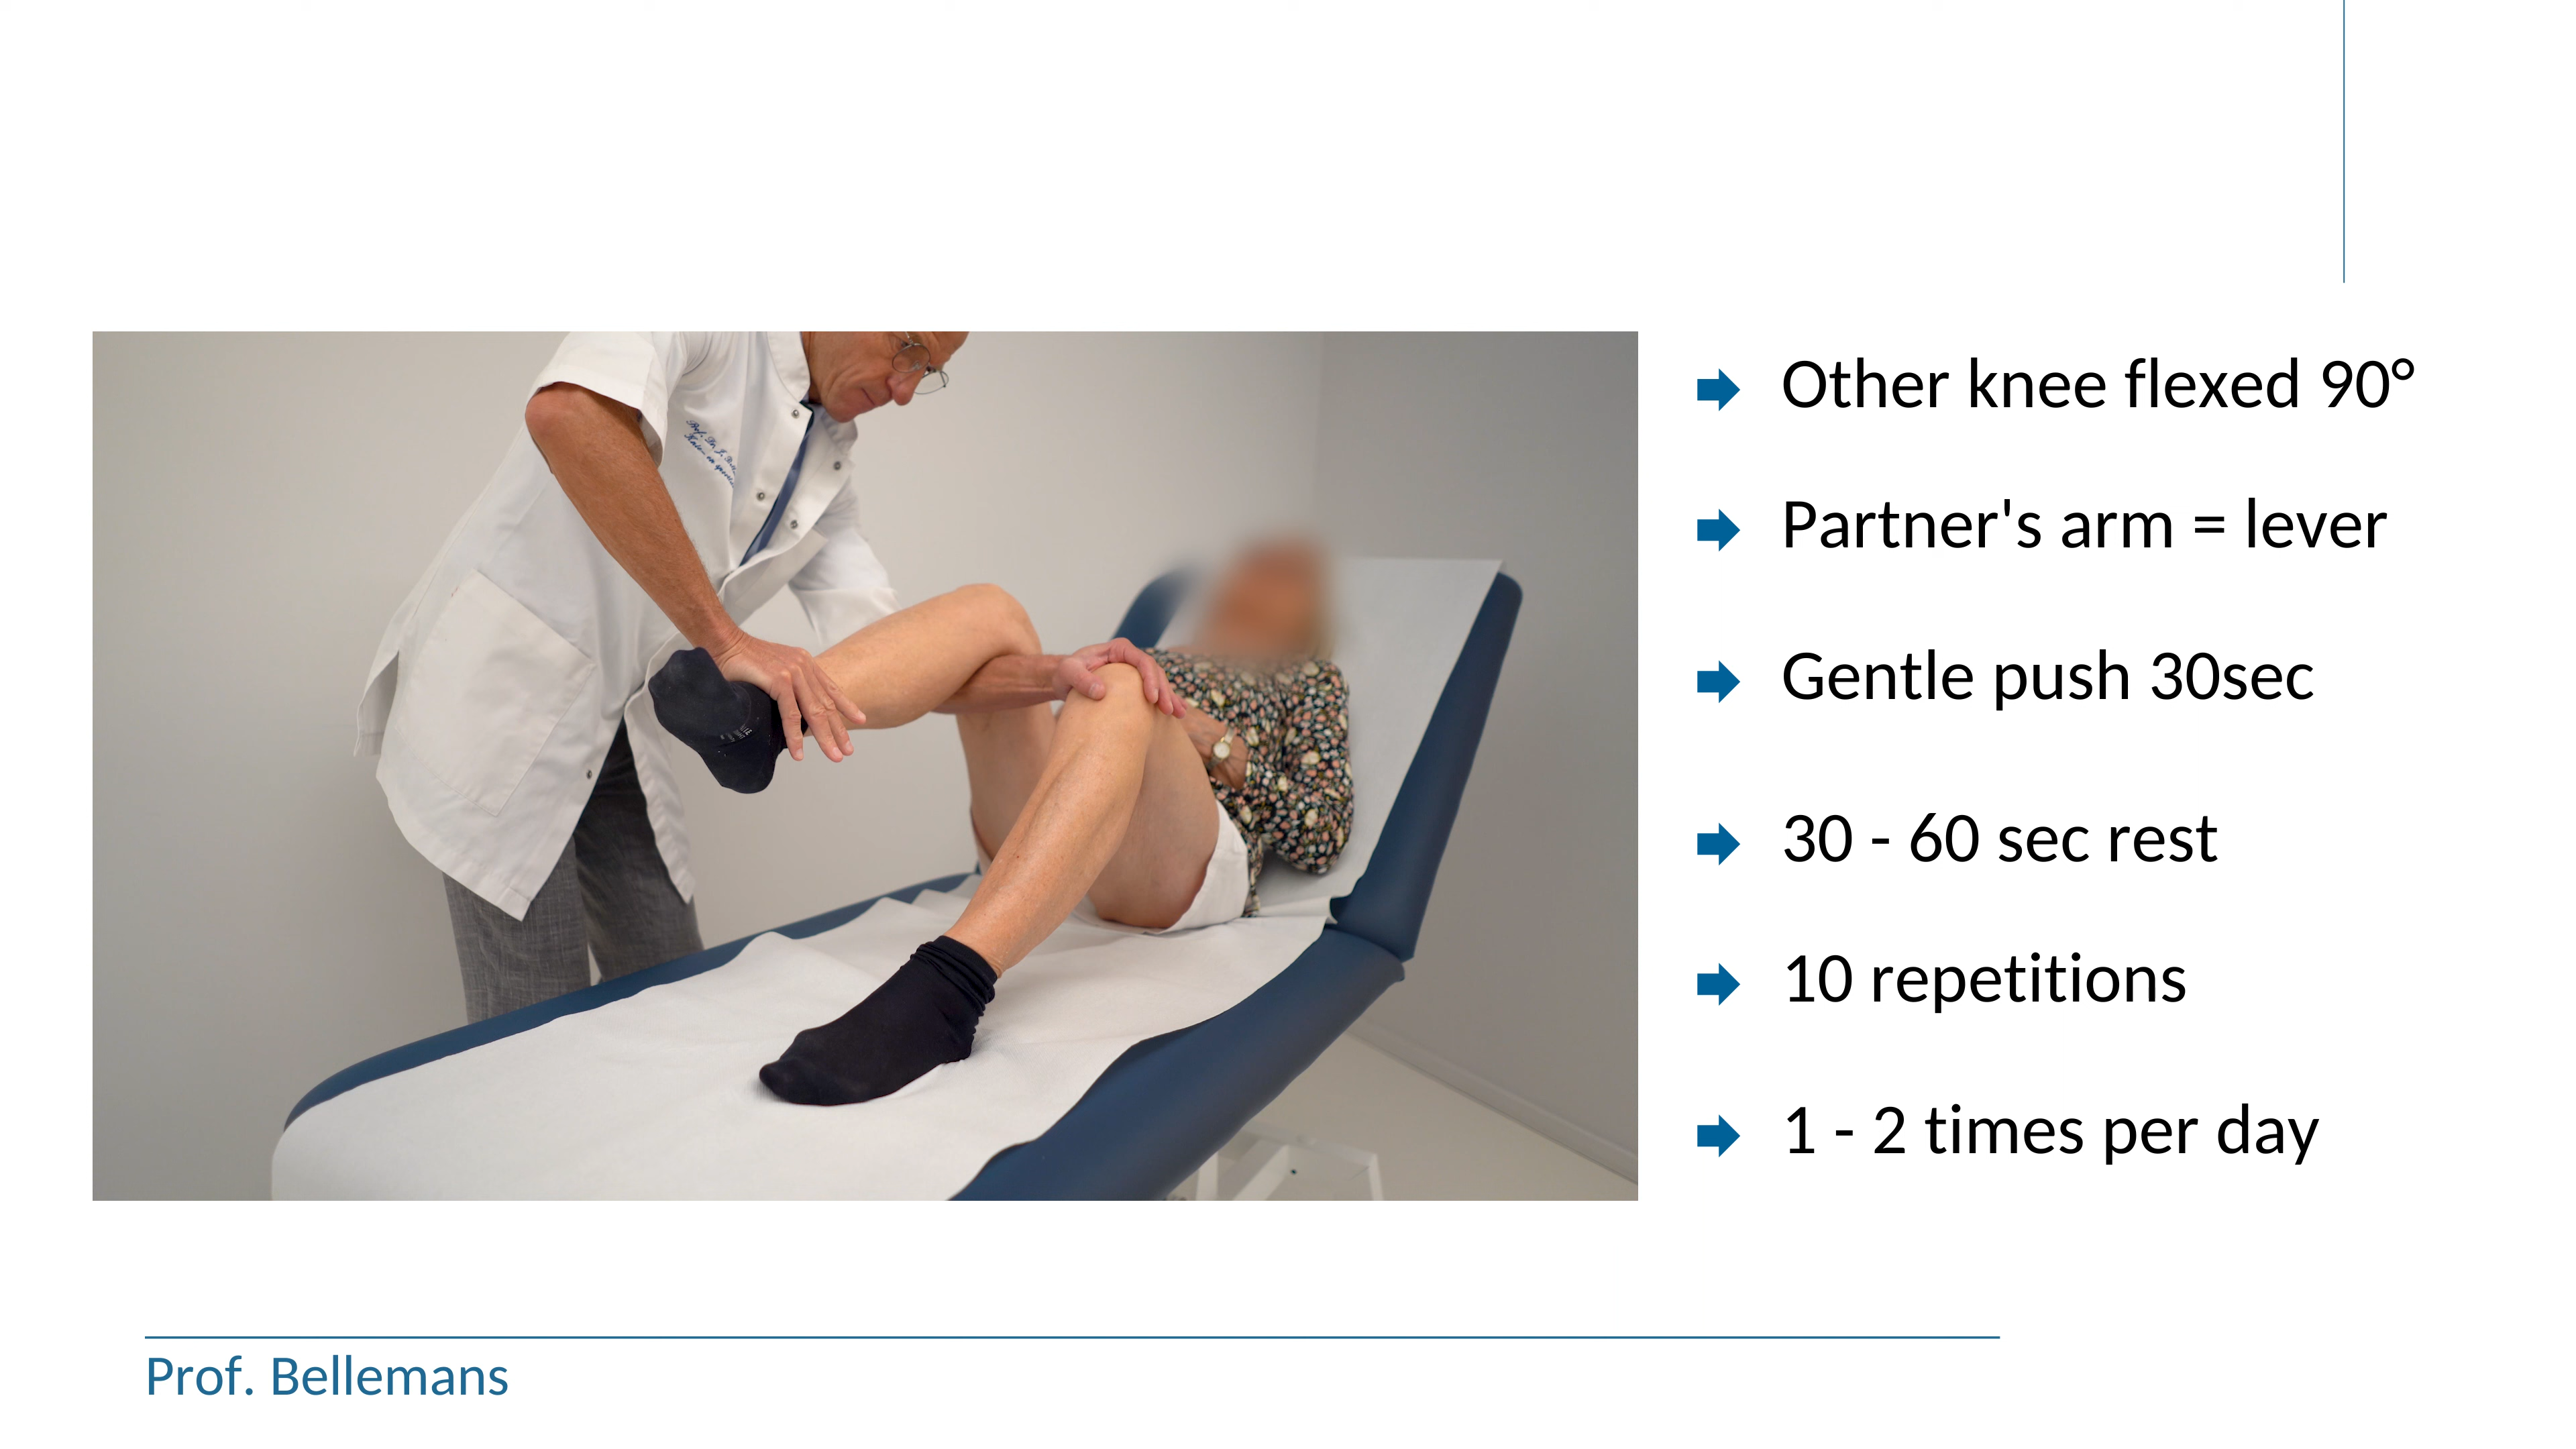 Other knee flexed 90°
Partner's arm = lever
Gentle push 30sec
30 - 60 sec rest
10 repetitions
1 - 2 times per day
Prof. Bellemans